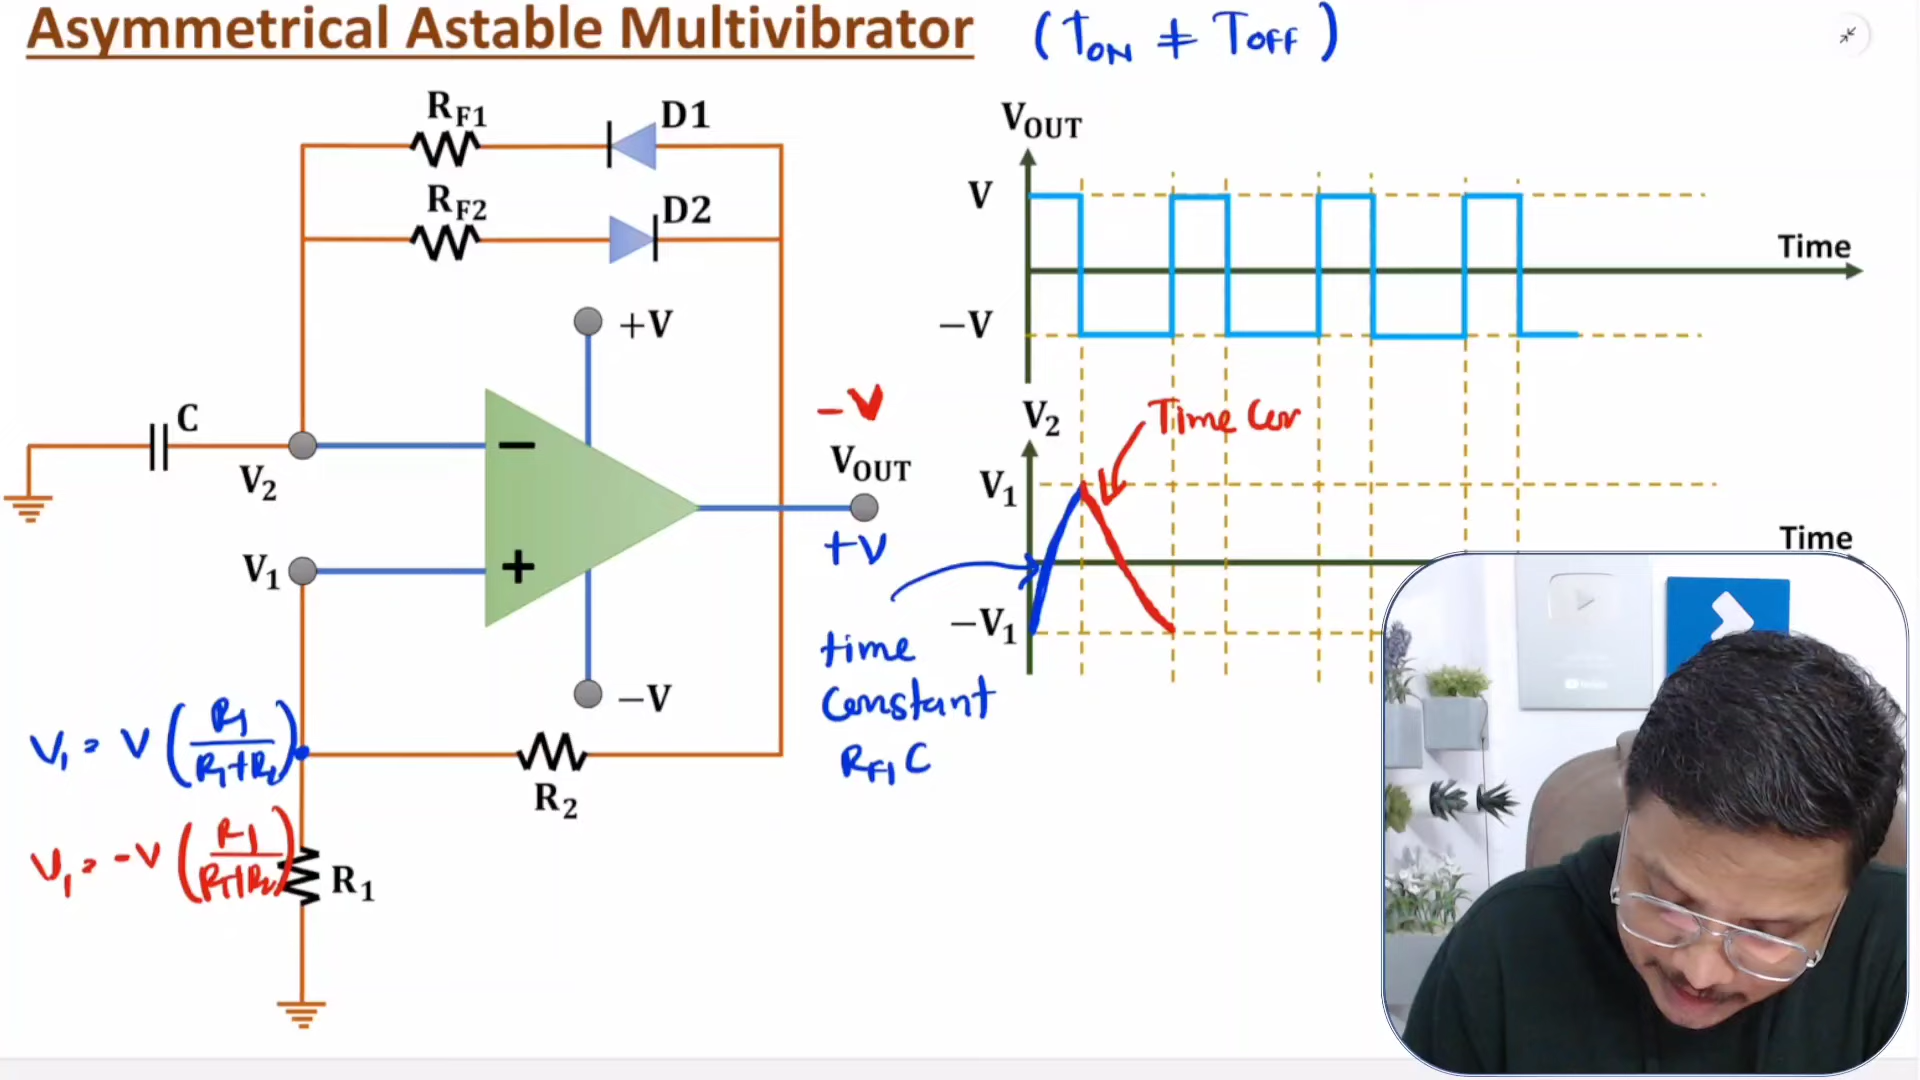 Asymmetrical Astable Multivibrator (TON ≠ TOFF)
RF1
D1
RF2
D2
+V
C
V2
−
V1
+
−V
-V
VOUT
+V
R2
R1
V1 = V (R1 / R1+R2)
V1 = -V (R1 / R1+R2)
VOUT
V
−V
Time
V2
V1
−V1
Time
Time Con
time
Constant
RF1 C